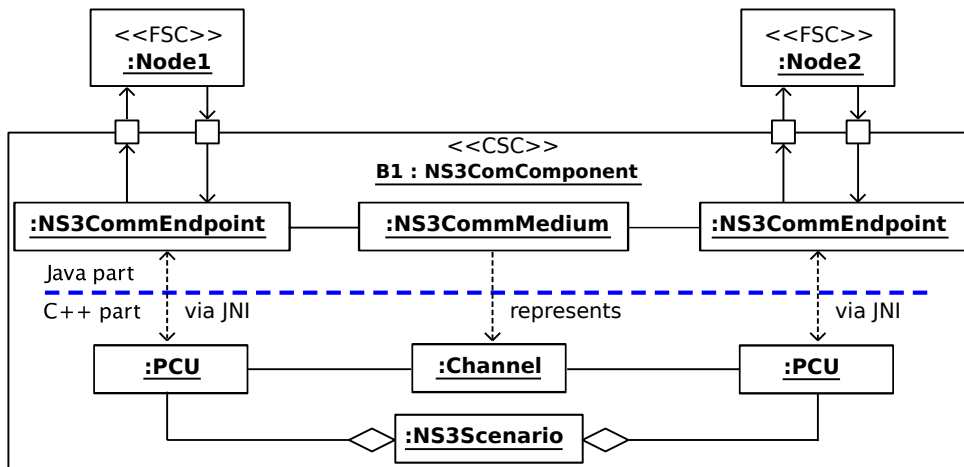 <<FSC>>
:Node1
<<FSC>>
:Node2
<<CSC>>
B1 : NS3ComComponent
:NS3CommEndpoint
:NS3CommMedium
:NS3CommEndpoint
Java part
C++ part
via JNI
represents
via JNI
:PCU
:Channel
:PCU
:NS3Scenario